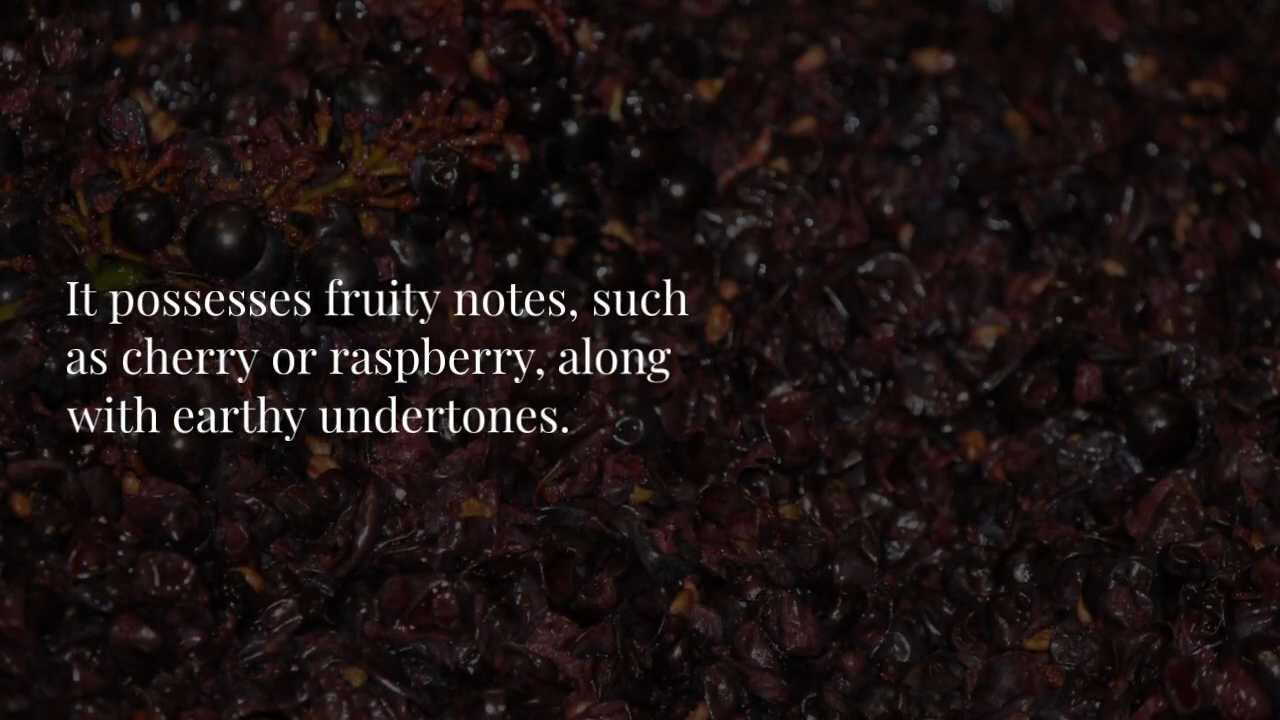 It possesses fruity notes, such
as cherry or raspberry, along
with earthy undertones.